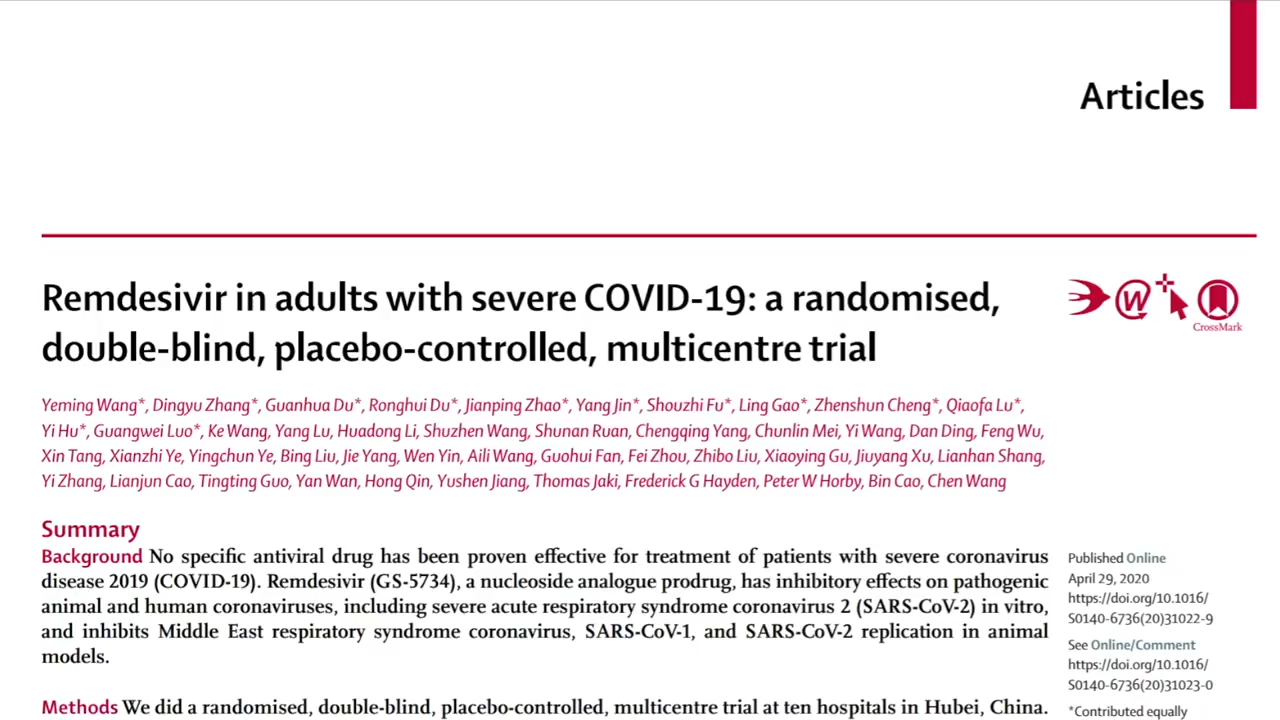 Articles
Remdesivir in adults with severe COVID-19: a randomised,
double-blind, placebo-controlled, multicentre trial
CrossMark
Yeming Wang*, Dingyu Zhang*, Guanhua Du*, Ronghui Du*, Jianping Zhao*, Yang Jin*, Shouzhi Fu*, Ling Gao*, Zhenshun Cheng*, Qiaofa Lu*,
Yi Hu*, Guangwei Luo*, Ke Wang, Yang Lu, Huadong Li, Shuzhen Wang, Shunan Ruan, Chengqing Yang, Chunlin Mei, Yi Wang, Dan Ding, Feng Wu,
Xin Tang, Xianzhi Ye, Yingchun Ye, Bing Liu, Jie Yang, Wen Yin, Aili Wang, Guohui Fan, Fei Zhou, Zhibo Liu, Xiaoying Gu, Jiuyang Xu, Lianhan Shang,
Yi Zhang, Lianjun Cao, Tingting Guo, Yan Wan, Hong Qin, Yushen Jiang, Thomas Jaki, Frederick G Hayden, Peter W Horby, Bin Cao, Chen Wang
Summary
Background No specific antiviral drug has been proven effective for treatment of patients with severe coronavirus
disease 2019 (COVID-19). Remdesivir (GS-5734), a nucleoside analogue prodrug, has inhibitory effects on pathogenic
animal and human coronaviruses, including severe acute respiratory syndrome coronavirus 2 (SARS-CoV-2) in vitro,
and inhibits Middle East respiratory syndrome coronavirus, SARS-CoV-1, and SARS-CoV-2 replication in animal
models.
Methods We did a randomised, double-blind, placebo-controlled, multicentre trial at ten hospitals in Hubei, China.
Published Online
April 29, 2020
https://doi.org/10.1016/
S0140-6736(20)31022-9
See Online/Comment
https://doi.org/10.1016/
S0140-6736(20)31023-0
*Contributed equally